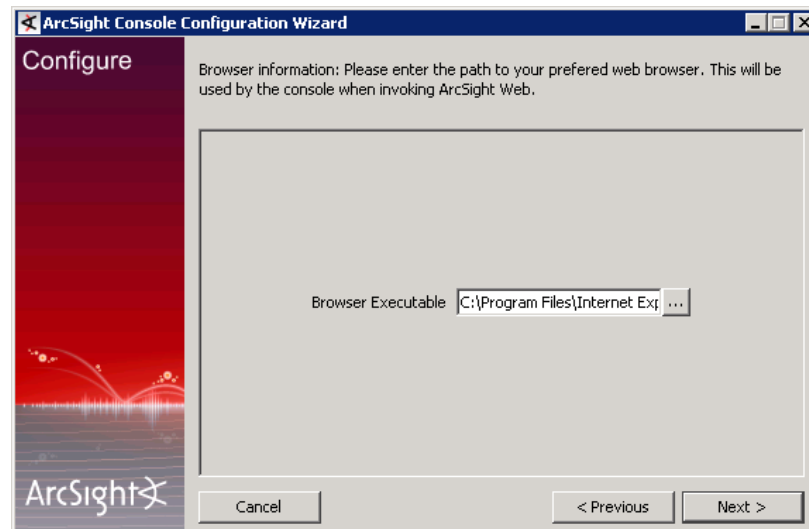 ArcSight Console Configuration Wizard
Configure
Browser information: Please enter the path to your prefered web browser. This will be
used by the console when invoking ArcSight Web.
Browser Executable C:\Program Files\Internet Exp ...
ArcSight
Cancel < Previous Next >